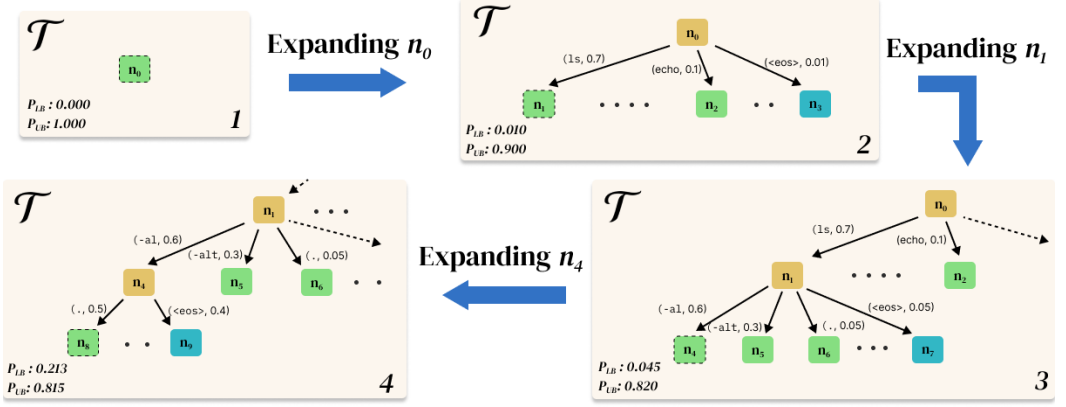 𝒯
n₀
P_LB : 0.000
P_UB: 1.000
1
Expanding n₀
𝒯
n₀
(ls, 0.7)
(echo, 0.1)
(<eos>, 0.01)
n₁ . . . . n₂ . . n₃
P_LB : 0.010
P_UB: 0.900
2
Expanding n₁
𝒯
n₀
(ls, 0.7)
(echo, 0.1)
n₁ . . . . n₂
(-al, 0.6)
(-alt, 0.3)
(., 0.05)
(<eos>, 0.05)
n₄ n₅ n₆ . . . n₇
P_LB : 0.045
P_UB: 0.820
3
Expanding n₄
𝒯
n₁ . . .
(-al, 0.6)
(-alt, 0.3)
(., 0.05)
n₄ n₅ n₆ . .
(., 0.5)
(<eos>, 0.4)
n₈ . . n₉
P_LB : 0.213
P_UB: 0.815
4